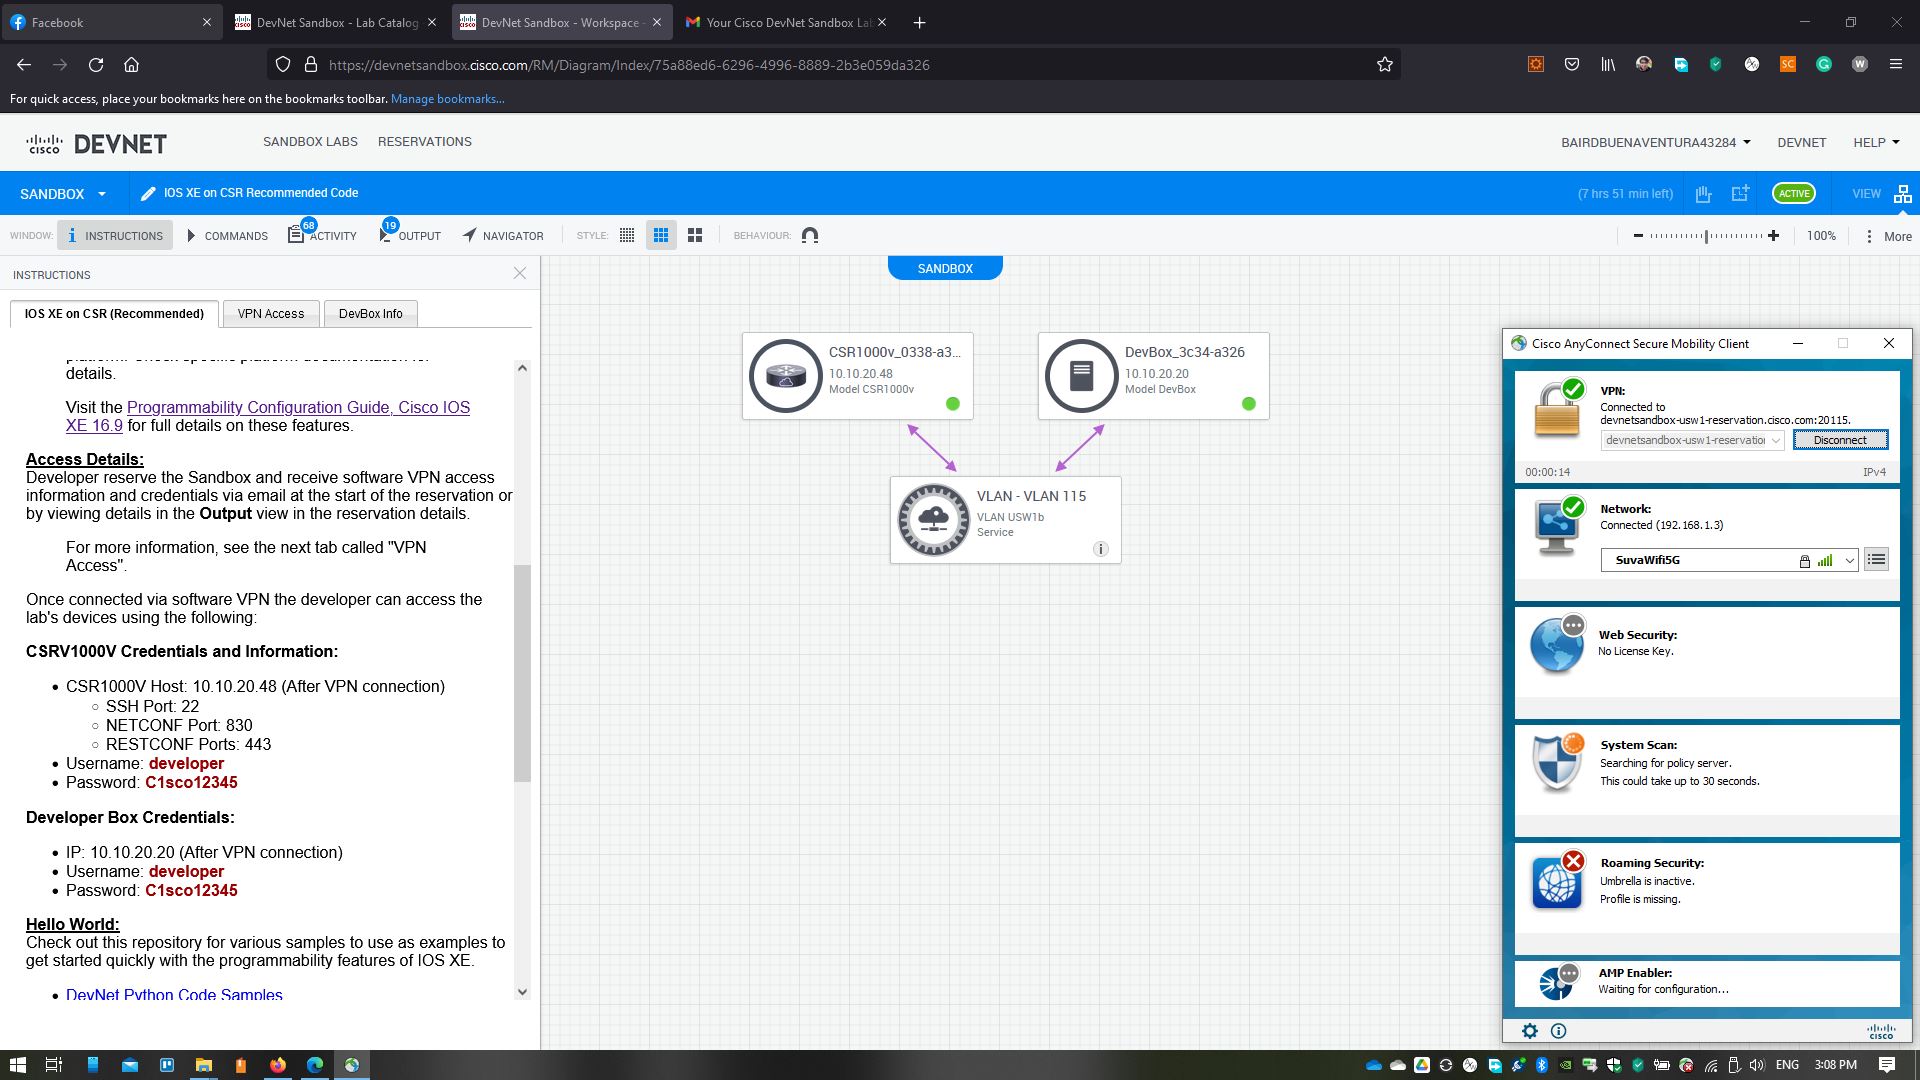 Facebook
DevNet Sandbox - Lab Catalog
DevNet Sandbox - Workspace -
Your Cisco DevNet Sandbox La
https://devnetsandbox.cisco.com/RM/Diagram/Index/75a88ed6-6296-4996-8889-2b3e059da326
SC
G
W
For quick access, place your bookmarks here on the bookmarks toolbar. Manage bookmarks...
cisco DEVNET
SANDBOX LABS
RESERVATIONS
BAIRDBUENAVENTURA43284
DEVNET
HELP
SANDBOX
IOS XE on CSR Recommended Code
(7 hrs 51 min left)
ACTIVE
VIEW
WINDOW:
INSTRUCTIONS
COMMANDS
68
ACTIVITY
19
OUTPUT
NAVIGATOR
STYLE:
BEHAVIOUR:
100%
More
INSTRUCTIONS
IOS XE on CSR (Recommended)
VPN Access
DevBox Info
platform. Check specific platform documentation for
details.
Visit the Programmability Configuration Guide, Cisco IOS
XE 16.9 for full details on these features.
Access Details:
Developer reserve the Sandbox and receive software VPN access
information and credentials via email at the start of the reservation or
by viewing details in the Output view in the reservation details.
For more information, see the next tab called "VPN
Access".
Once connected via software VPN the developer can access the
lab's devices using the following:
CSRV1000V Credentials and Information:
• CSR1000V Host: 10.10.20.48 (After VPN connection)
○ SSH Port: 22
○ NETCONF Port: 830
○ RESTCONF Ports: 443
• Username: developer
• Password: C1sco12345
Developer Box Credentials:
• IP: 10.10.20.20 (After VPN connection)
• Username: developer
• Password: C1sco12345
Hello World:
Check out this repository for various samples to use as examples to
get started quickly with the programmability features of IOS XE.
• DevNet Python Code Samples
SANDBOX
CSR1000v_0338-a3...
10.10.20.48
Model CSR1000v
DevBox_3c34-a326
10.10.20.20
Model DevBox
VLAN - VLAN 115
VLAN USW1b
Service
Cisco AnyConnect Secure Mobility Client
VPN:
Connected to
devnetsandbox-usw1-reservation.cisco.com:20115.
devnetsandbox-usw1-reservation
Disconnect
00:00:14
IPv4
Network:
Connected (192.168.1.3)
SuvaWifi5G
Web Security:
No License Key.
System Scan:
Searching for policy server.
This could take up to 30 seconds.
Roaming Security:
Umbrella is inactive.
Profile is missing.
AMP Enabler:
Waiting for configuration...
cisco
ENG
3:08 PM